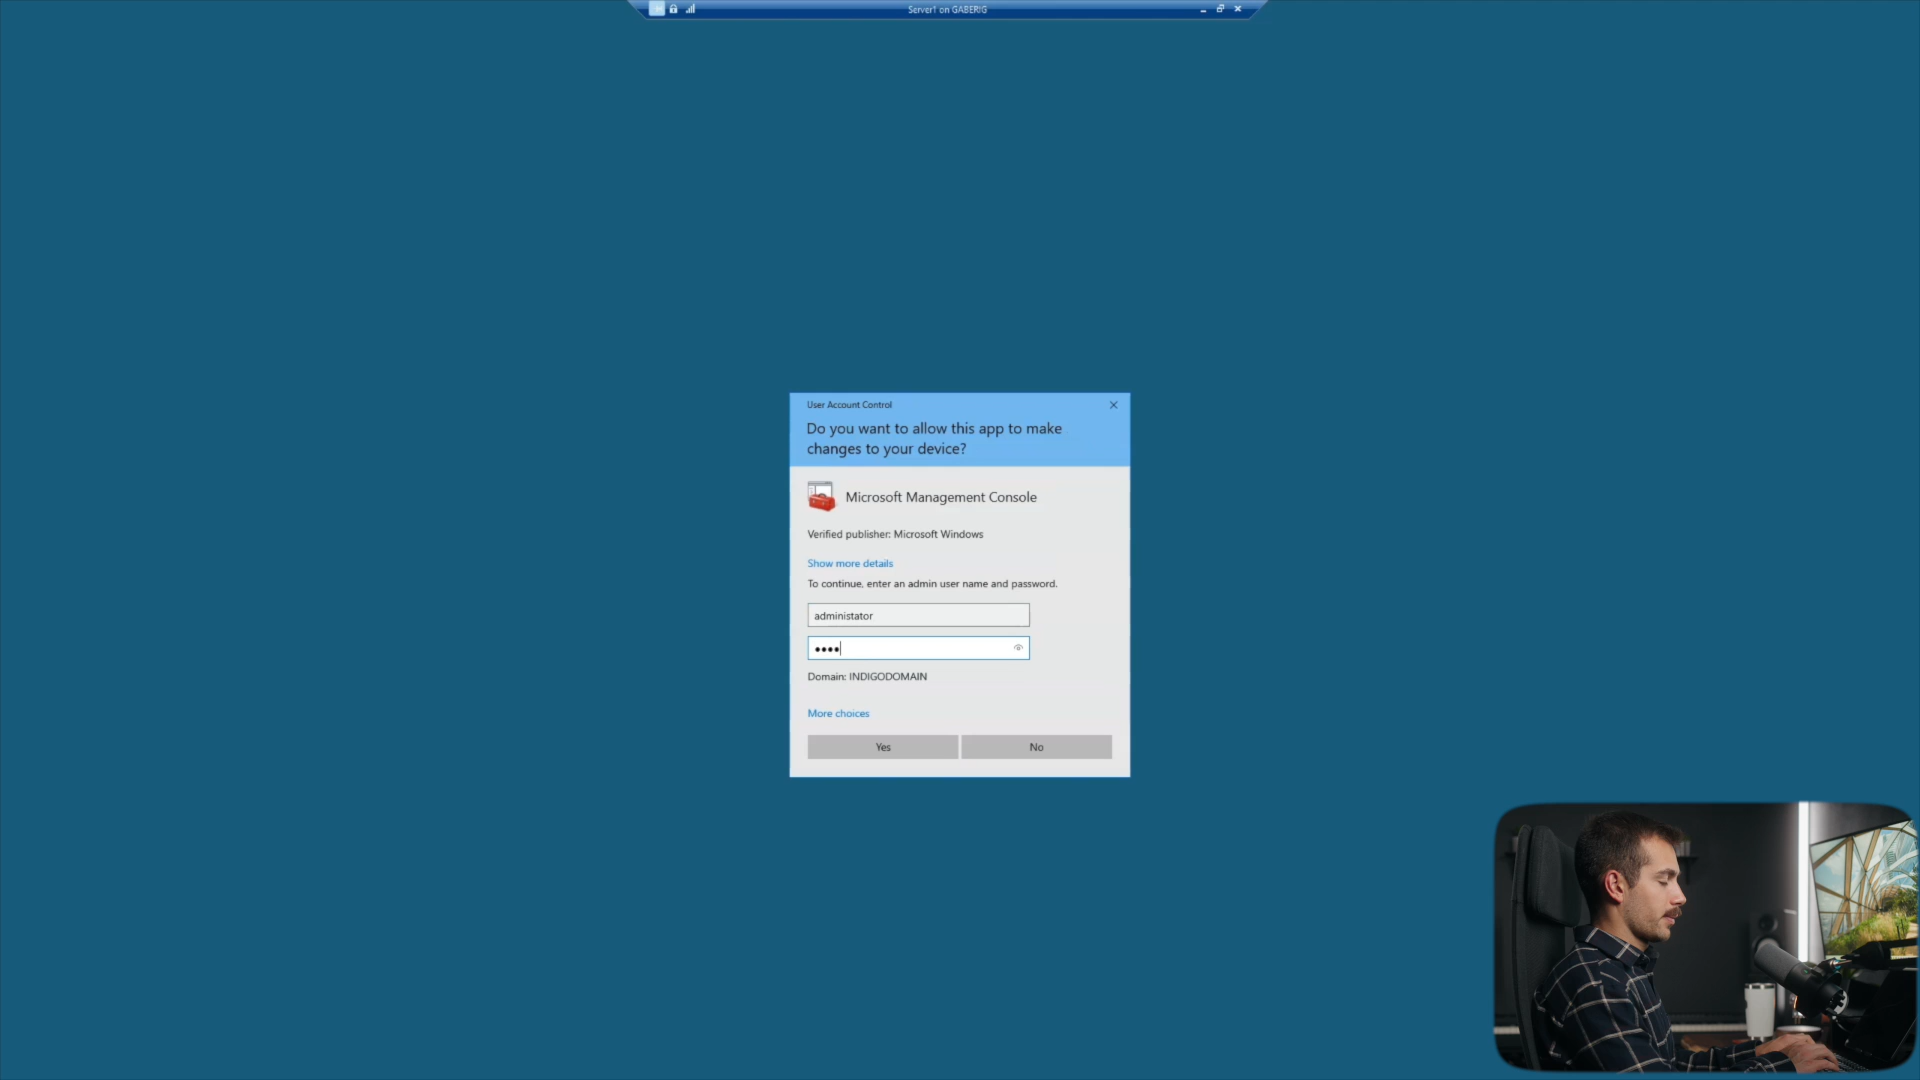 Server1 on GABERIG
User Account Control
Do you want to allow this app to make
changes to your device?
Microsoft Management Console
Verified publisher: Microsoft Windows
Show more details
To continue, enter an admin user name and password.
administator
••••
Domain: INDIGODOMAIN
More choices
Yes
No